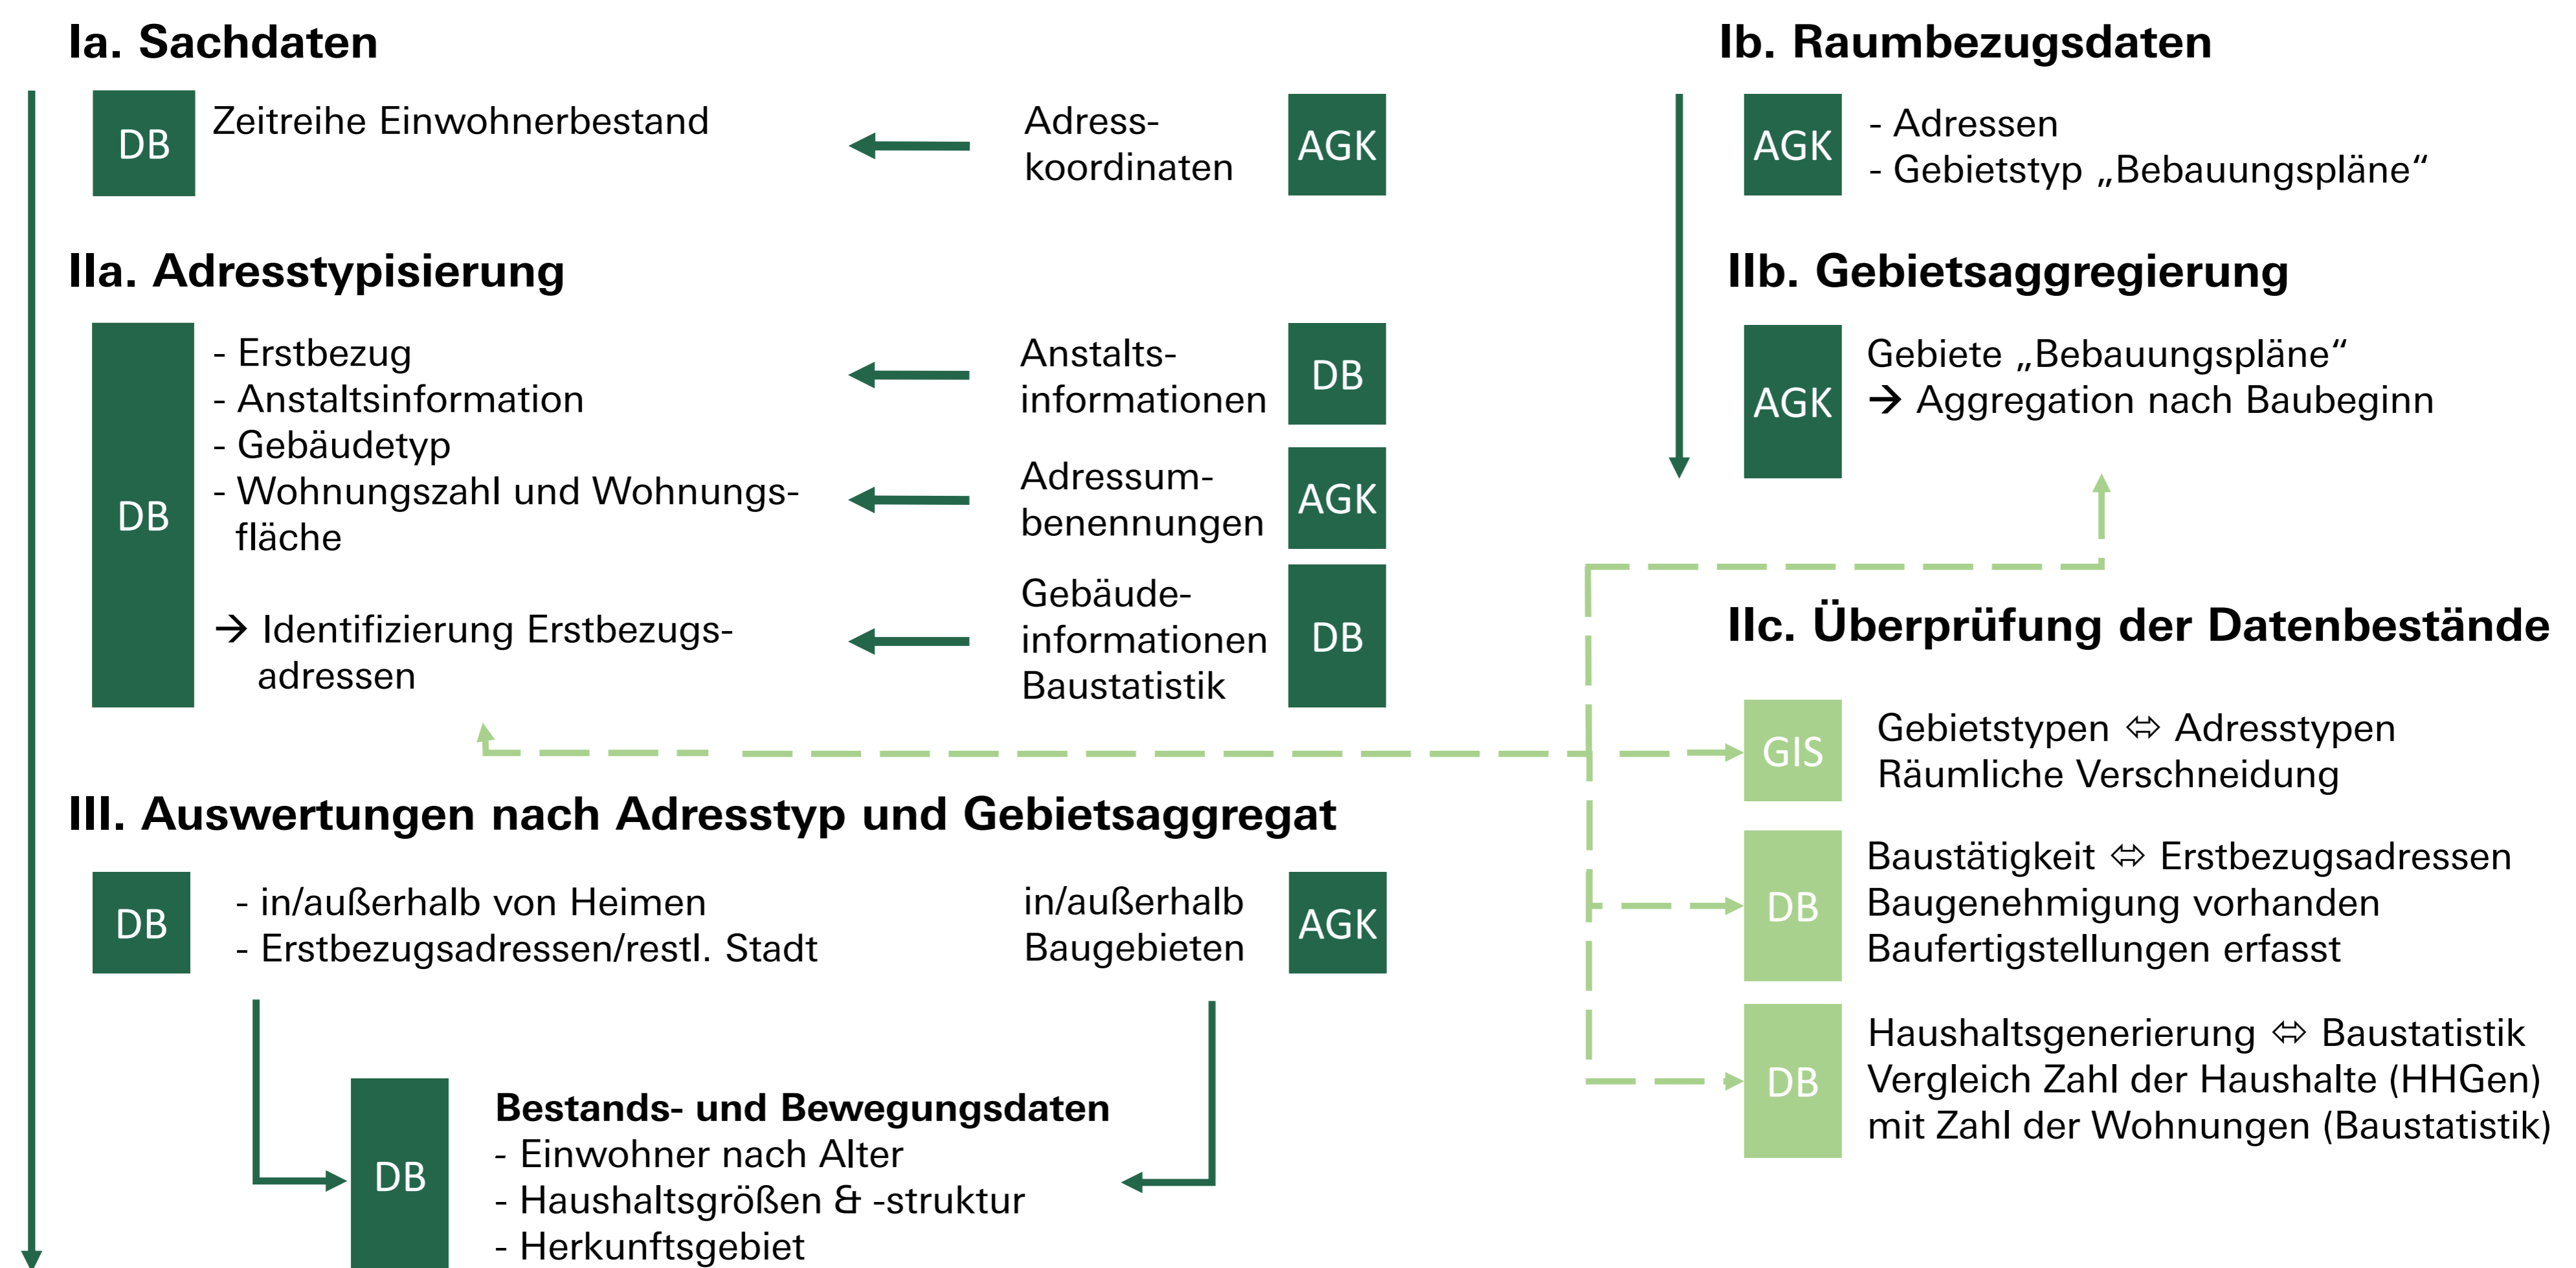 Ia. Sachdaten
DB
Zeitreihe Einwohnerbestand
Adress-
koordinaten
AGK
IIa. Adresstypisierung
DB
- Erstbezug
- Anstaltsinformation
- Gebäudetyp
- Wohnungszahl und Wohnungs-
fläche
→ Identifizierung Erstbezugs-
adressen
Anstalts-
informationen
DB
Adressum-
benennungen
AGK
Gebäude-
informationen
Baustatistik
DB
III. Auswertungen nach Adresstyp und Gebietsaggregat
DB
- in/außerhalb von Heimen
- Erstbezugsadressen/restl. Stadt
in/außerhalb
Baugebieten
AGK
DB
Bestands- und Bewegungsdaten
- Einwohner nach Alter
- Haushaltsgrößen & -struktur
- Herkunftsgebiet
Ib. Raumbezugsdaten
AGK
- Adressen
- Gebietstyp „Bebauungspläne“
IIb. Gebietsaggregierung
AGK
Gebiete „Bebauungspläne“
→ Aggregation nach Baubeginn
IIc. Überprüfung der Datenbestände
GIS
Gebietstypen ⇔ Adresstypen
Räumliche Verschneidung
DB
Baustätigkeit ⇔ Erstbezugsadressen
Baugenehmigung vorhanden
Baufertigstellungen erfasst
DB
Haushaltsgenerierung ⇔ Baustatistik
Vergleich Zahl der Haushalte (HHGen)
mit Zahl der Wohnungen (Baustatistik)